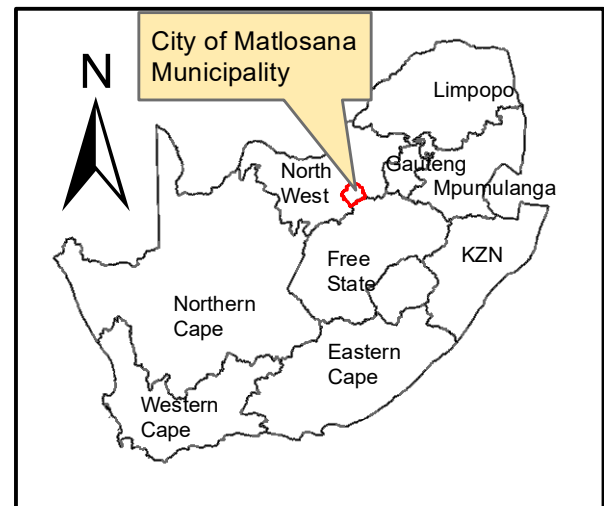 City of Matlosana
Municipality
N
Limpopo
North
West
Gauteng
Mpumulanga
Free
State
KZN
Northern
Cape
Eastern
Cape
Western
Cape